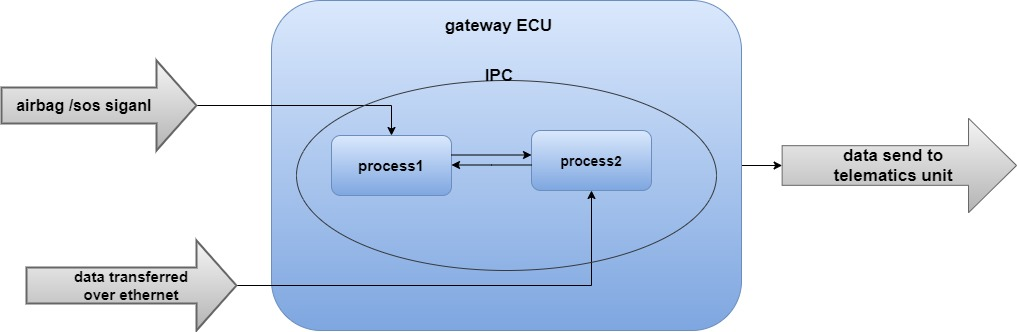 gateway ECU
IPC
airbag /sos siganl
process1
process2
data send to
telematics unit
data transferred
over ethernet